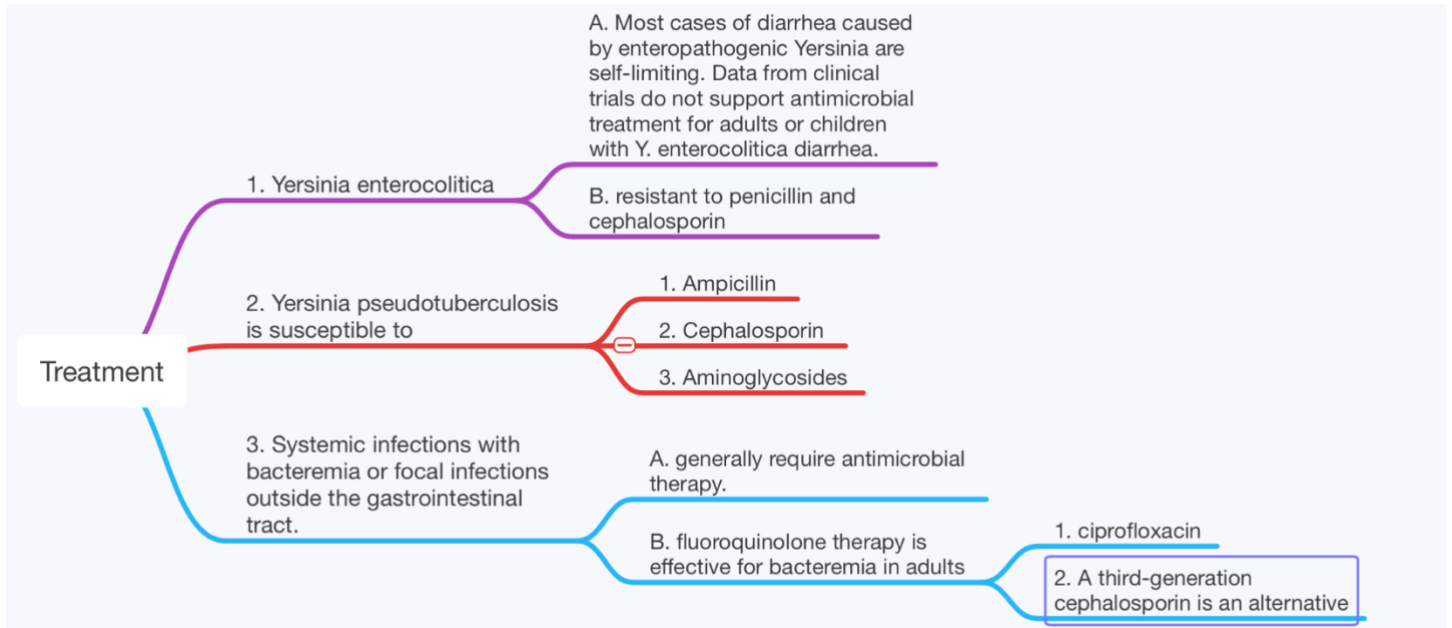 Treatment
1. Yersinia enterocolitica
A. Most cases of diarrhea caused
by enteropathogenic Yersinia are
self-limiting. Data from clinical
trials do not support antimicrobial
treatment for adults or children
with Y. enterocolitica diarrhea.
B. resistant to penicillin and
cephalosporin
2. Yersinia pseudotuberculosis
is susceptible to
1. Ampicillin
2. Cephalosporin
3. Aminoglycosides
3. Systemic infections with
bacteremia or focal infections
outside the gastrointestinal
tract.
A. generally require antimicrobial
therapy.
B. fluoroquinolone therapy is
effective for bacteremia in adults
1. ciprofloxacin
2. A third-generation
cephalosporin is an alternative